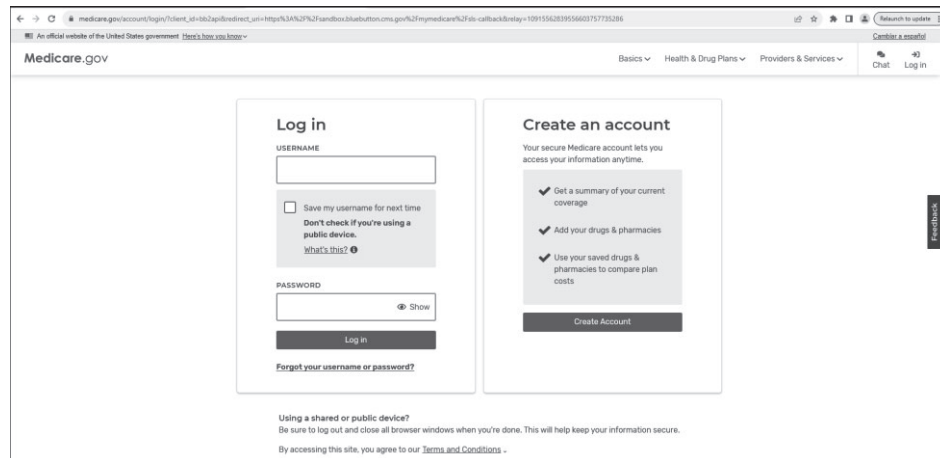 medicare.gov/account/login/?client_id=bb2api&redirect_uri=https%3A%2F%2Fsandbox.bluebutton.cms.gov%2Fmymedicare%2Fsls-callback&relay=10915562839556603757735286
Relaunch to update
An official website of the United States government Here's how you know
Cambiar a español
Medicare.gov
Basics
Health & Drug Plans
Providers & Services
Chat
Log in
Log in
USERNAME
Save my username for next time
Don't check if you're using a
public device.
What's this?
PASSWORD
Show
Log in
Forgot your username or password?
Create an account
Your secure Medicare account lets you
access your information anytime.
Get a summary of your current
coverage
Add your drugs & pharmacies
Use your saved drugs &
pharmacies to compare plan
costs
Create Account
Feedback
Using a shared or public device?
Be sure to log out and close all browser windows when you're done. This will help keep your information secure.
By accessing this site, you agree to our Terms and Conditions .